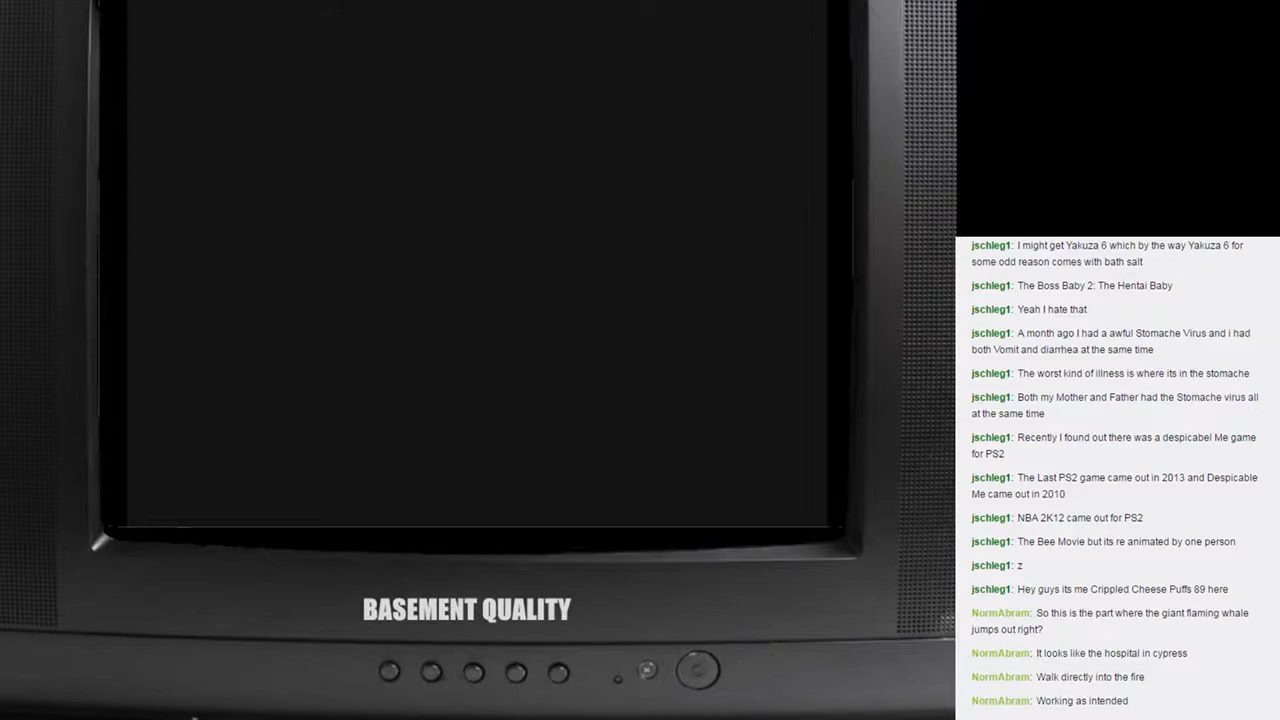 jschleg1: I might get Yakuza 6 which by the way Yakuza 6 for
some odd reason comes with bath salt
jschleg1: The Boss Baby 2: The Hentai Baby
jschleg1: Yeah I hate that
jschleg1: A month ago I had a awful Stomache Virus and i had
both Vomit and diarrhea at the same time
jschleg1: The worst kind of illness is where its in the stomache
jschleg1: Both my Mother and Father had the Stomache virus all
at the same time
jschleg1: Recently I found out there was a despicabel Me game
for PS2
jschleg1: The Last PS2 game came out in 2013 and Despicable
Me came out in 2010
jschleg1: NBA 2K12 came out for PS2
jschleg1: The Bee Movie but its re animated by one person
jschleg1: z
jschleg1: Hey guys its me Crippled Cheese Puffs 89 here
NormAbram: So this is the part where the giant flaming whale
jumps out right?
NormAbram: It looks like the hospital in cypress
NormAbram: Walk directly into the fire
NormAbram: Working as intended
BASEMENT QUALITY